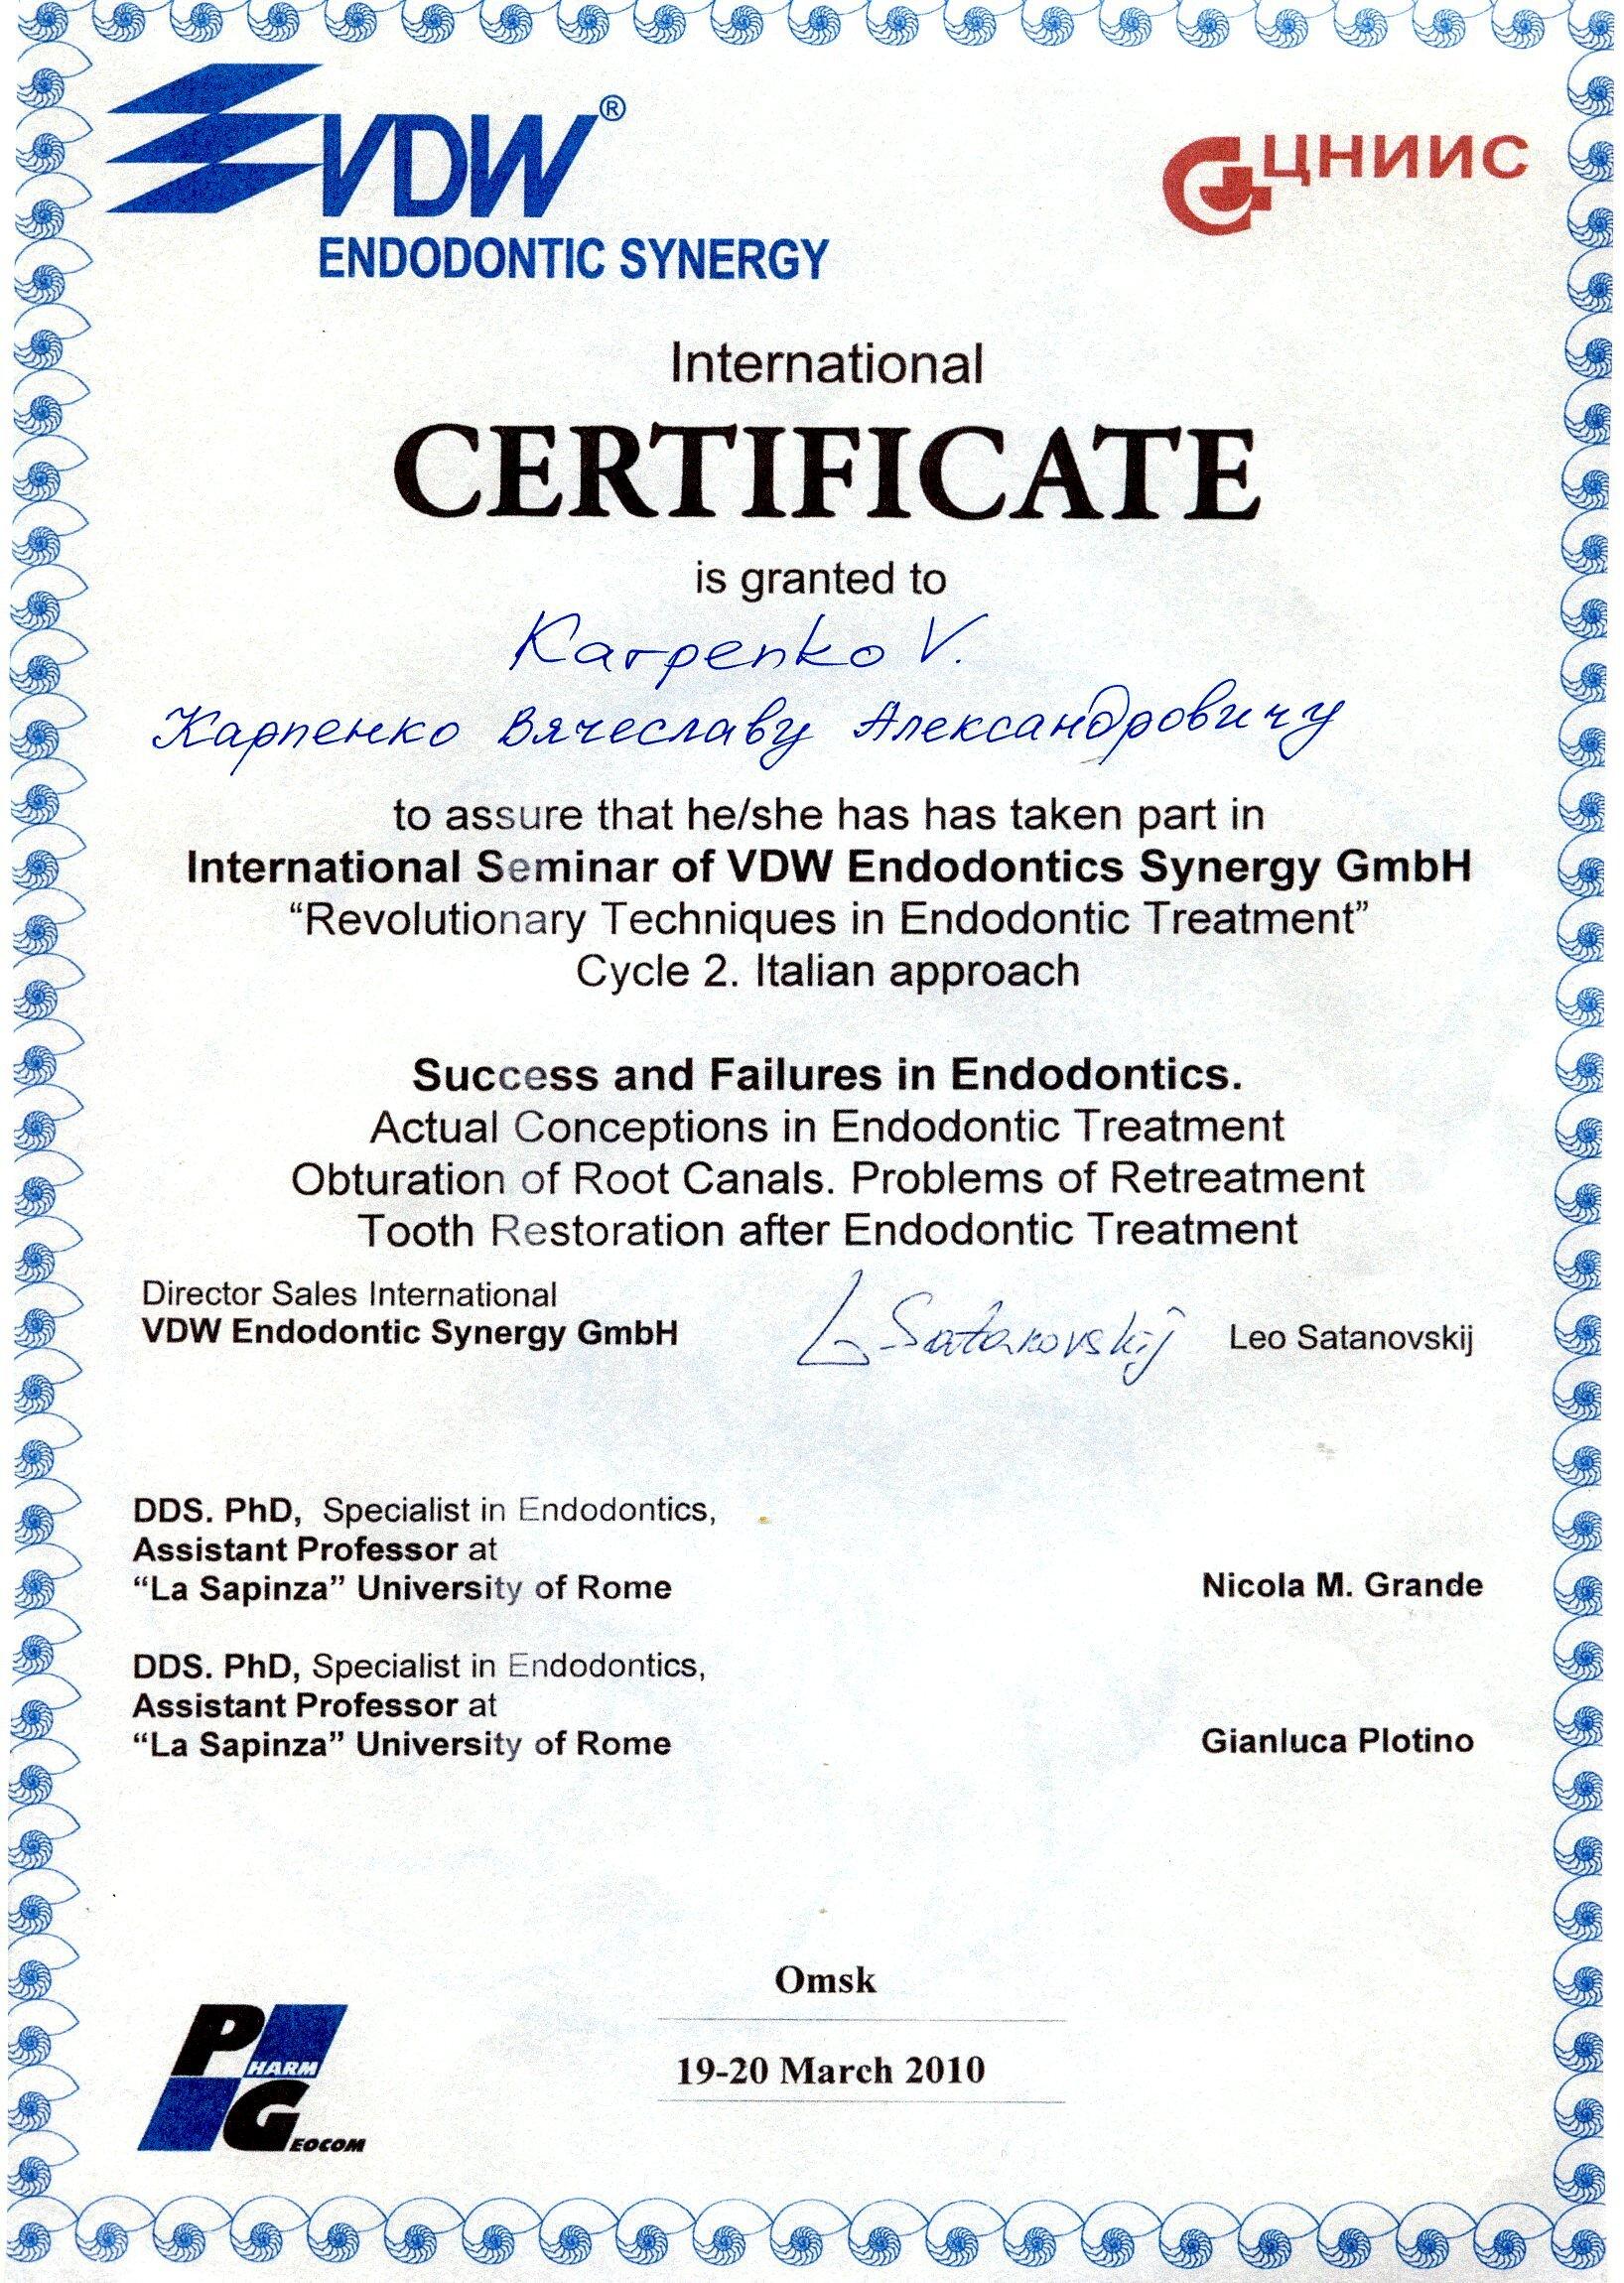 VDW®
ENDODONTIC SYNERGY
ЦНИИС
International
CERTIFICATE
is granted to
Karpenko V.
Карпенко Вячеславу Александровичу
to assure that he/she has has taken part in
International Seminar of VDW Endodontics Synergy GmbH
“Revolutionary Techniques in Endodontic Treatment”
Cycle 2. Italian approach
Success and Failures in Endodontics.
Actual Conceptions in Endodontic Treatment
Obturation of Root Canals. Problems of Retreatment
Tooth Restoration after Endodontic Treatment
Director Sales International
VDW Endodontic Synergy GmbH
L. Satanovskij
Leo Satanovskij
DDS. PhD, Specialist in Endodontics,
Assistant Professor at
“La Sapinza” University of Rome
Nicola M. Grande
DDS. PhD, Specialist in Endodontics,
Assistant Professor at
“La Sapinza” University of Rome
Gianluca Plotino
Omsk
19-20 March 2010
PHARM
GEOCOM